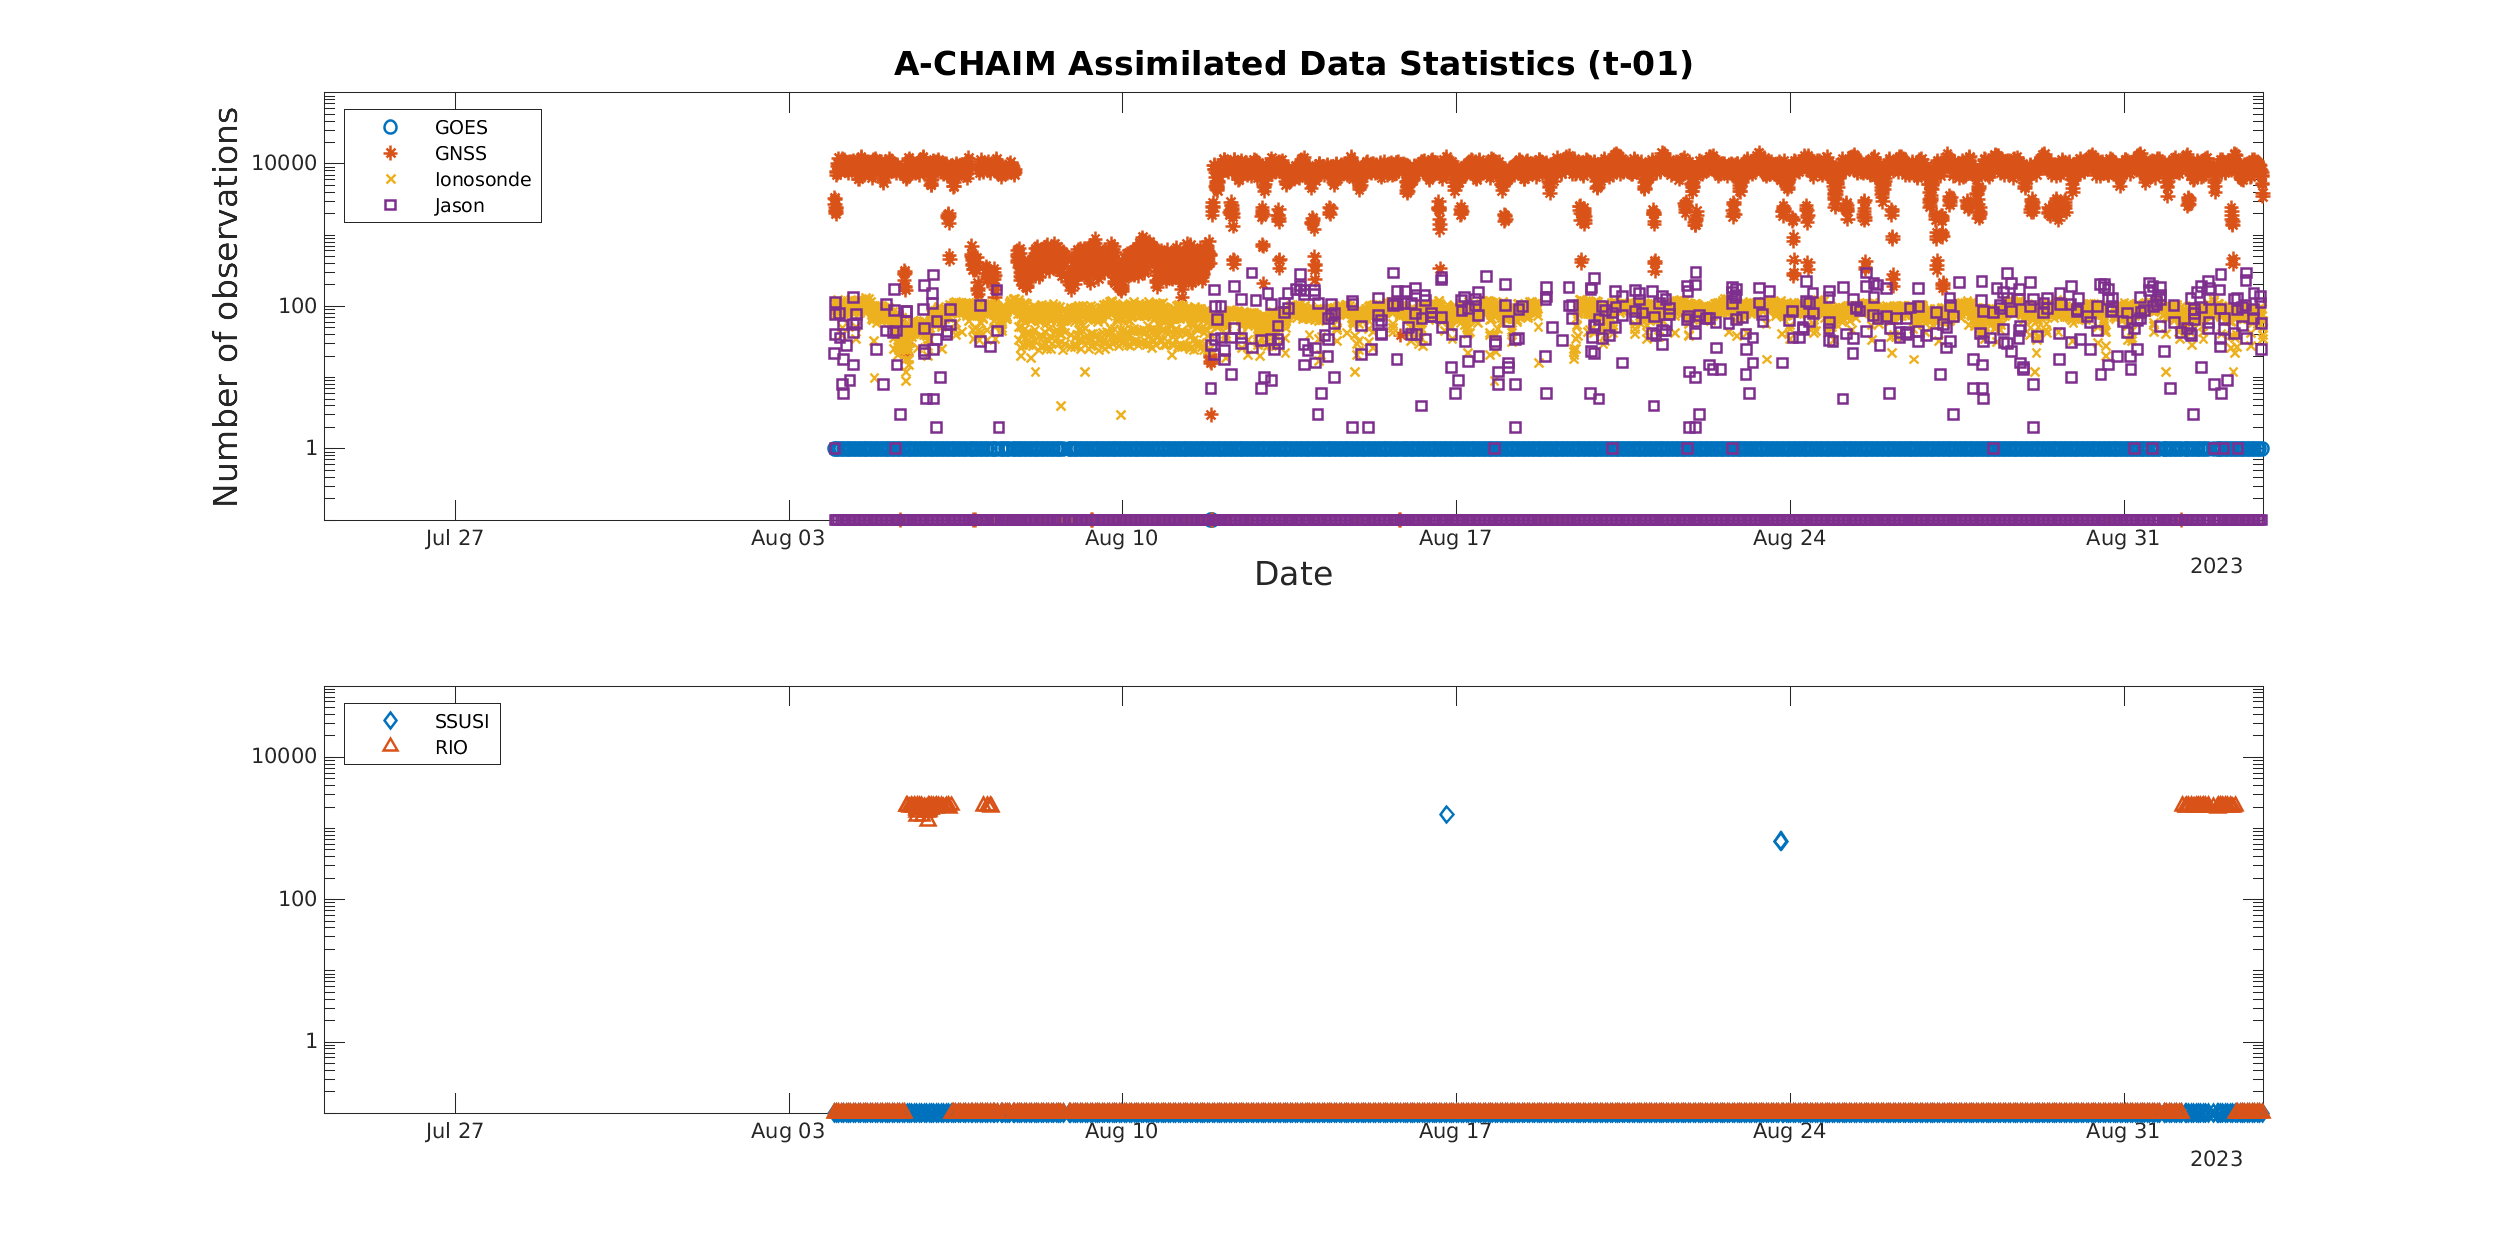 A-CHAIM Assimilated Data Statistics (t-01)
Number of observations
10000
100
1
GOES
GNSS
Ionosonde
Jason
Jul 27 Aug 03 Aug 10 Aug 17 Aug 24 Aug 31
2023
Date
10000
100
1
SSUSI
RIO
Jul 27 Aug 03 Aug 10 Aug 17 Aug 24 Aug 31
2023